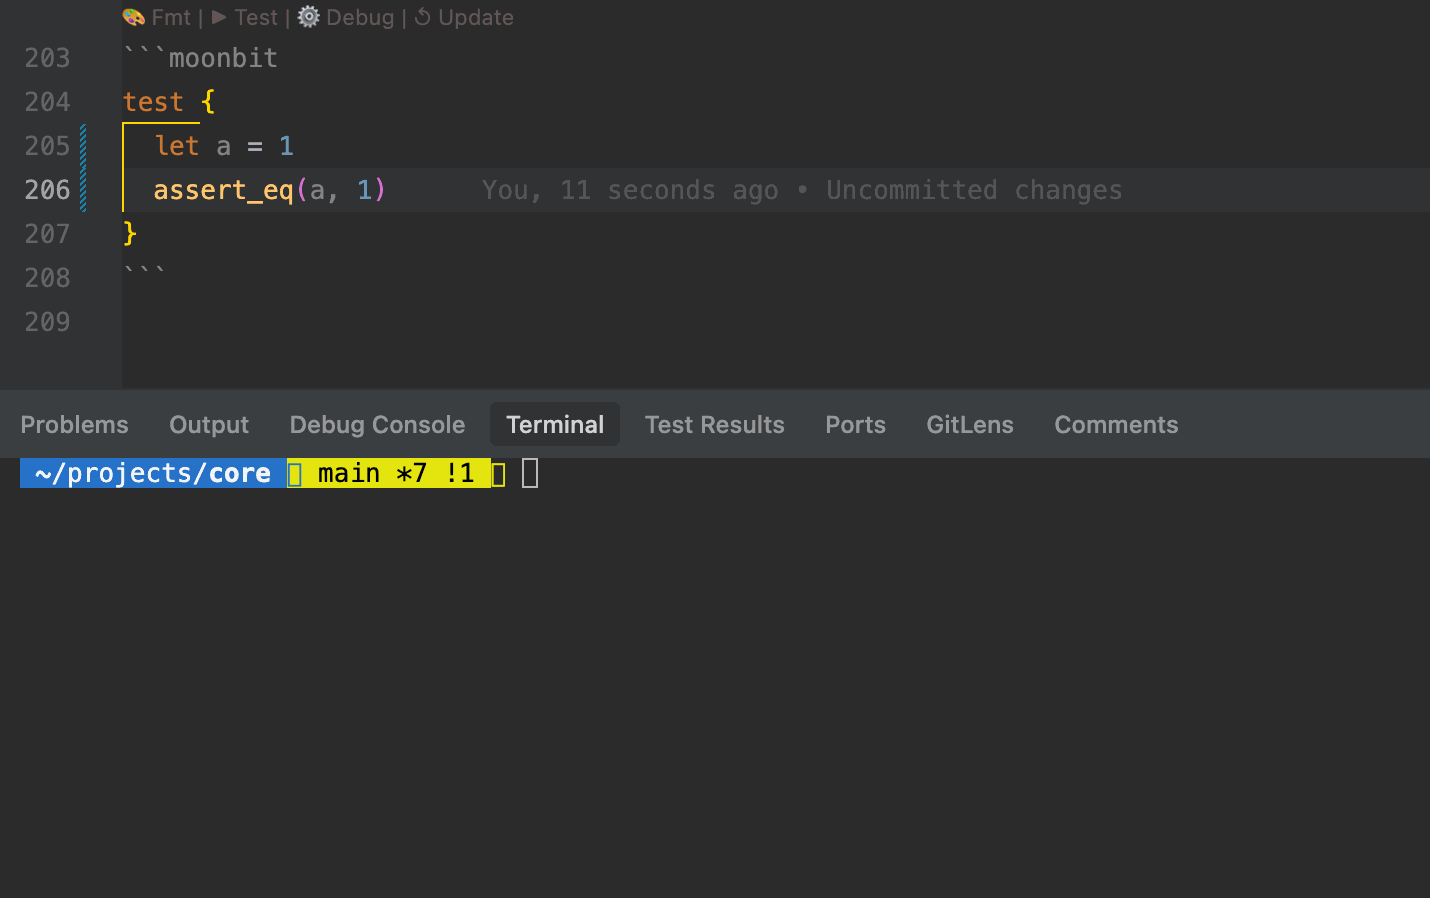 🎨 Fmt | ▶ Test | ⚙️ Debug | ↺ Update
203 ```moonbit
204 test {
205 let a = 1
206 assert_eq(a, 1) You, 11 seconds ago • Uncommitted changes
207 }
208 ```
209
Problems Output Debug Console Terminal Test Results Ports GitLens Comments
~/projects/core main *7 !1